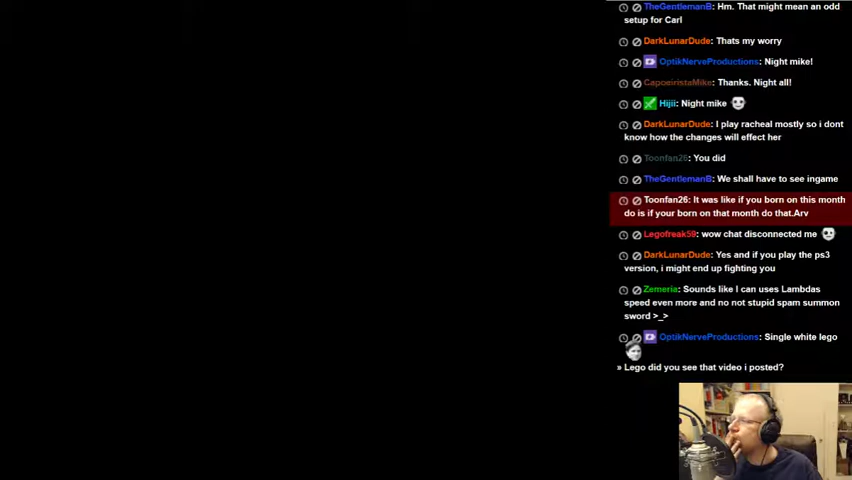 TheGentlemanB: Hm. That might mean an odd
setup for Carl
DarkLunarDude: Thats my worry
OptikNerveProductions: Night mike!
CapoeiristaMike: Thanks. Night all!
Hijii: Night mike
DarkLunarDude: I play racheal mostly so i dont
know how the changes will effect her
Toonfan26: You did
TheGentlemanB: We shall have to see ingame
Toonfan26: It was like if you born on this month
do is if your born on that month do that.Arv
Legofreak59: wow chat disconnected me
DarkLunarDude: Yes and if you play the ps3
version, i might end up fighting you
Zemeria: Sounds like I can uses Lambdas
speed even more and no not stupid spam summon
sword >_>
OptikNerveProductions: Single white lego
» Lego did you see that video i posted?